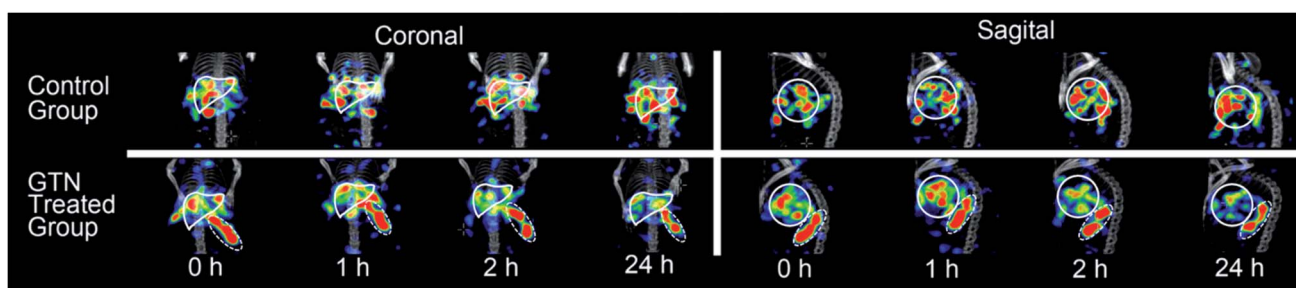 Coronal
Sagital
Control
Group
GTN
Treated
Group
0 h
1 h
2 h
24 h
0 h
1 h
2 h
24 h